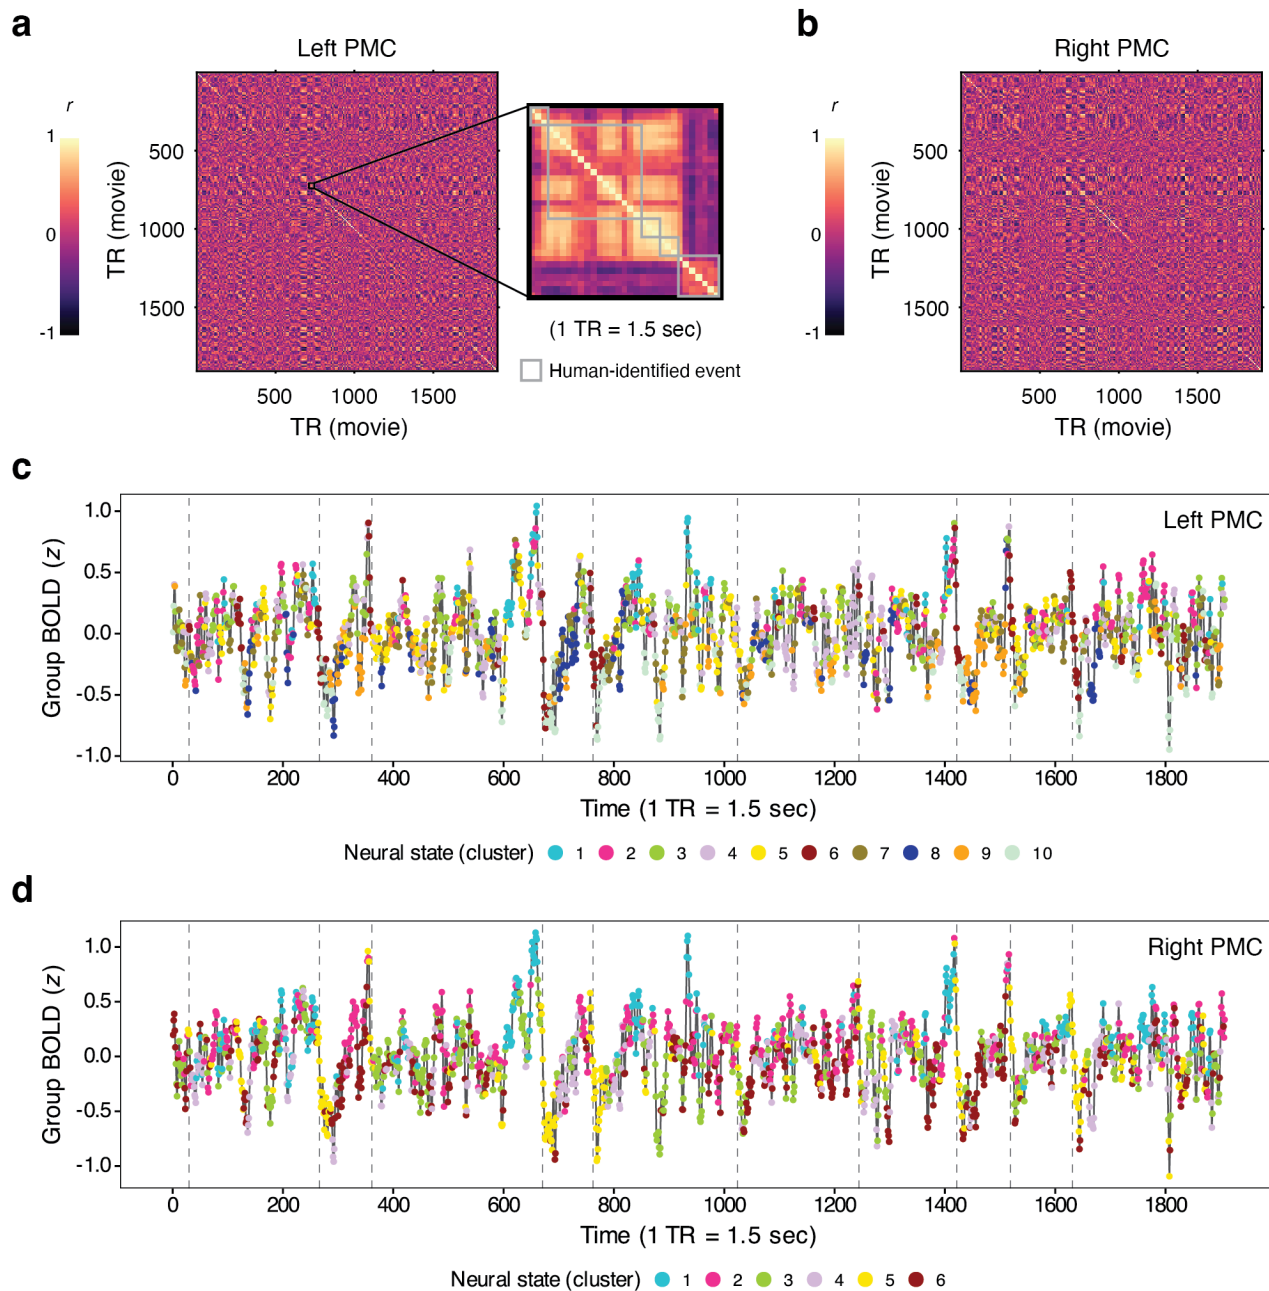 a
b
Left PMC
Right PMC
r
1
0
-1
TR (movie)
500
1000
1500
500 1000 1500
TR (movie)
(1 TR = 1.5 sec)
Human-identified event
r
1
0
-1
TR (movie)
500
1000
1500
500 1000 1500
TR (movie)
c
Left PMC
Group BOLD (z)
1.0
0.5
0.0
-0.5
-1.0
0 200 400 600 800 1000 1200 1400 1600 1800
Time (1 TR = 1.5 sec)
Neural state (cluster) 1 2 3 4 5 6 7 8 9 10
d
Right PMC
Group BOLD (z)
1.0
0.5
0.0
-0.5
-1.0
0 200 400 600 800 1000 1200 1400 1600 1800
Time (1 TR = 1.5 sec)
Neural state (cluster) 1 2 3 4 5 6